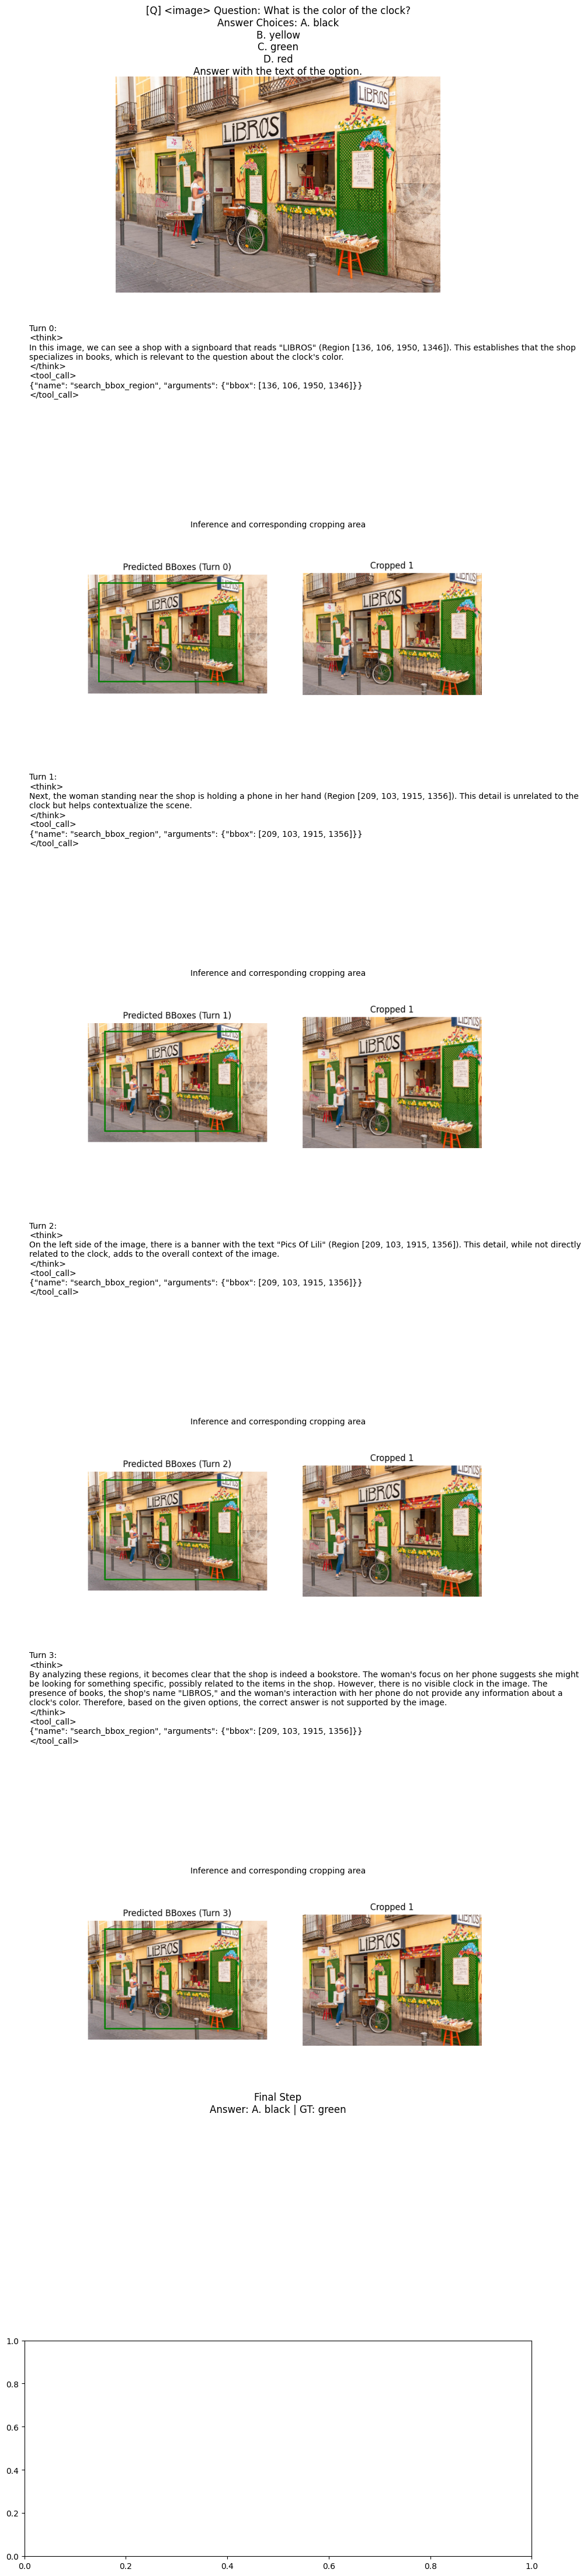 [Q] <image> Question: What is the color of the clock?
Answer Choices: A. black
B. yellow
C. green
D. red
Answer with the text of the option.
LIBROS
LIBROS
Turn 0:
<think>
In this image, we can see a shop with a signboard that reads "LIBROS" (Region [136, 106, 1950, 1346]). This establishes that the shop
specializes in books, which is relevant to the question about the clock's color.
</think>
<tool_call>
{"name": "search_bbox_region", "arguments": {"bbox": [136, 106, 1950, 1346]}}
</tool_call>
Inference and corresponding cropping area
Predicted BBoxes (Turn 0)
Cropped 1
LIBROS
LIBROS
LIBROS
LIBROS
Turn 1:
<think>
Next, the woman standing near the shop is holding a phone in her hand (Region [209, 103, 1915, 1356]). This detail is unrelated to the
clock but helps contextualize the scene.
</think>
<tool_call>
{"name": "search_bbox_region", "arguments": {"bbox": [209, 103, 1915, 1356]}}
</tool_call>
Inference and corresponding cropping area
Predicted BBoxes (Turn 1)
Cropped 1
LIBROS
LIBROS
LIBROS
LIBROS
Turn 2:
<think>
On the left side of the image, there is a banner with the text "Pics Of Lili" (Region [209, 103, 1915, 1356]). This detail, while not directly
related to the clock, adds to the overall context of the image.
</think>
<tool_call>
{"name": "search_bbox_region", "arguments": {"bbox": [209, 103, 1915, 1356]}}
</tool_call>
Inference and corresponding cropping area
Predicted BBoxes (Turn 2)
Cropped 1
LIBROS
LIBROS
LIBROS
LIBROS
Turn 3:
<think>
By analyzing these regions, it becomes clear that the shop is indeed a bookstore. The woman's focus on her phone suggests she might
be looking for something specific, possibly related to the items in the shop. However, there is no visible clock in the image. The
presence of books, the shop's name "LIBROS," and the woman's interaction with her phone do not provide any information about a
clock's color. Therefore, based on the given options, the correct answer is not supported by the image.
</think>
<tool_call>
{"name": "search_bbox_region", "arguments": {"bbox": [209, 103, 1915, 1356]}}
</tool_call>
Inference and corresponding cropping area
Predicted BBoxes (Turn 3)
Cropped 1
LIBROS
LIBROS
LIBROS
LIBROS
Final Step
Answer: A. black | GT: green
1.0
0.8
0.6
0.4
0.2
0.0
0.0 0.2 0.4 0.6 0.8 1.0